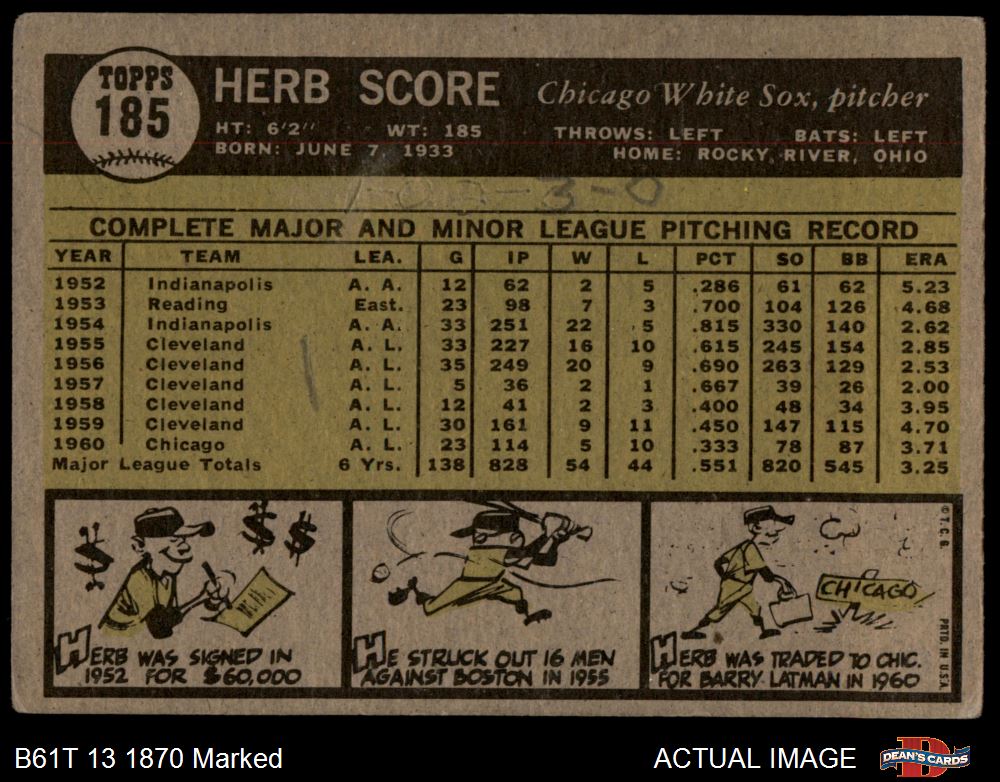 TOPPS
185
HERB SCORE Chicago White Sox, pitcher
HT: 6'2" WT: 185 THROWS: LEFT BATS: LEFT
BORN: JUNE 7, 1933 HOME: ROCKY RIVER, OHIO
3-0
COMPLETE MAJOR AND MINOR LEAGUE PITCHING RECORD
YEAR TEAM LEA. G IP W L PCT SO BB ERA
1952 Indianapolis A. A. 12 62 2 5 .286 61 62 5.23
1953 Reading East. 23 98 7 3 .700 104 126 4.68
1954 Indianapolis A. A. 33 251 22 5 .815 330 140 2.62
1955 Cleveland A. L. 33 227 16 10 .615 245 154 2.85
1956 Cleveland A. L. 35 249 20 9 .690 263 129 2.53
1957 Cleveland A. L. 5 36 2 1 .667 39 26 2.00
1958 Cleveland A. L. 12 41 2 3 .400 48 34 3.95
1959 Cleveland A. L. 30 161 9 11 .450 147 115 4.70
1960 Chicago A. L. 23 114 5 10 .333 78 87 3.71
Major League Totals 6 Yrs. 138 828 54 44 .551 820 545 3.25
$ $ $
HERB WAS SIGNED IN
1952 FOR $60,000
HE STRUCK OUT 16 MEN
AGAINST BOSTON IN 1955
CHICAGO
HERB WAS TRADED TO CHIC.
FOR BARRY LATMAN IN 1960
© T. C. G.
PRTD. IN U.S.A.
B61T 13 1870 Marked
ACTUAL IMAGE
DEAN'S CARDS